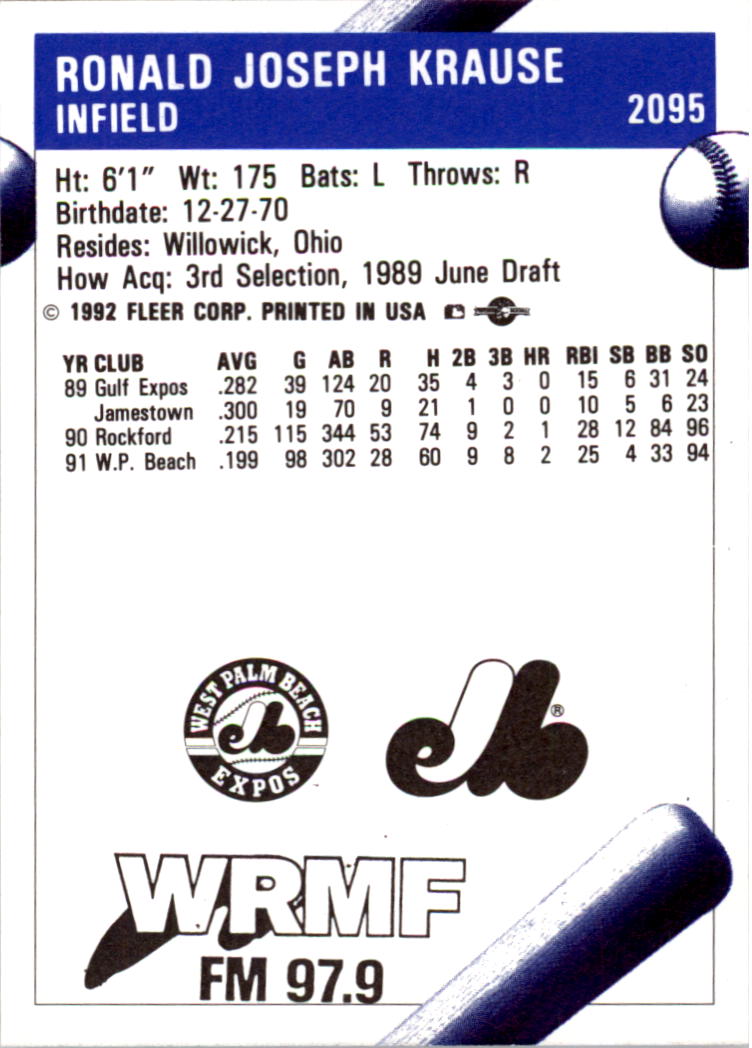 RONALD JOSEPH KRAUSE
INFIELD 2095
Ht: 6'1" Wt: 175 Bats: L Throws: R
Birthdate: 12-27-70
Resides: Willowick, Ohio
How Acq: 3rd Selection, 1989 June Draft
© 1992 FLEER CORP. PRINTED IN USA
YR CLUB AVG G AB R H 2B 3B HR RBI SB BB SO
89 Gulf Expos .282 39 124 20 35 4 3 0 15 6 31 24
Jamestown .300 19 70 9 21 1 0 0 10 5 6 23
90 Rockford .215 115 344 53 74 9 2 1 28 12 84 96
91 W.P. Beach .199 98 302 28 60 9 8 2 25 4 33 94
WEST PALM BEACH
EXPOS
elb
elb ®
WRMF
FM 97.9